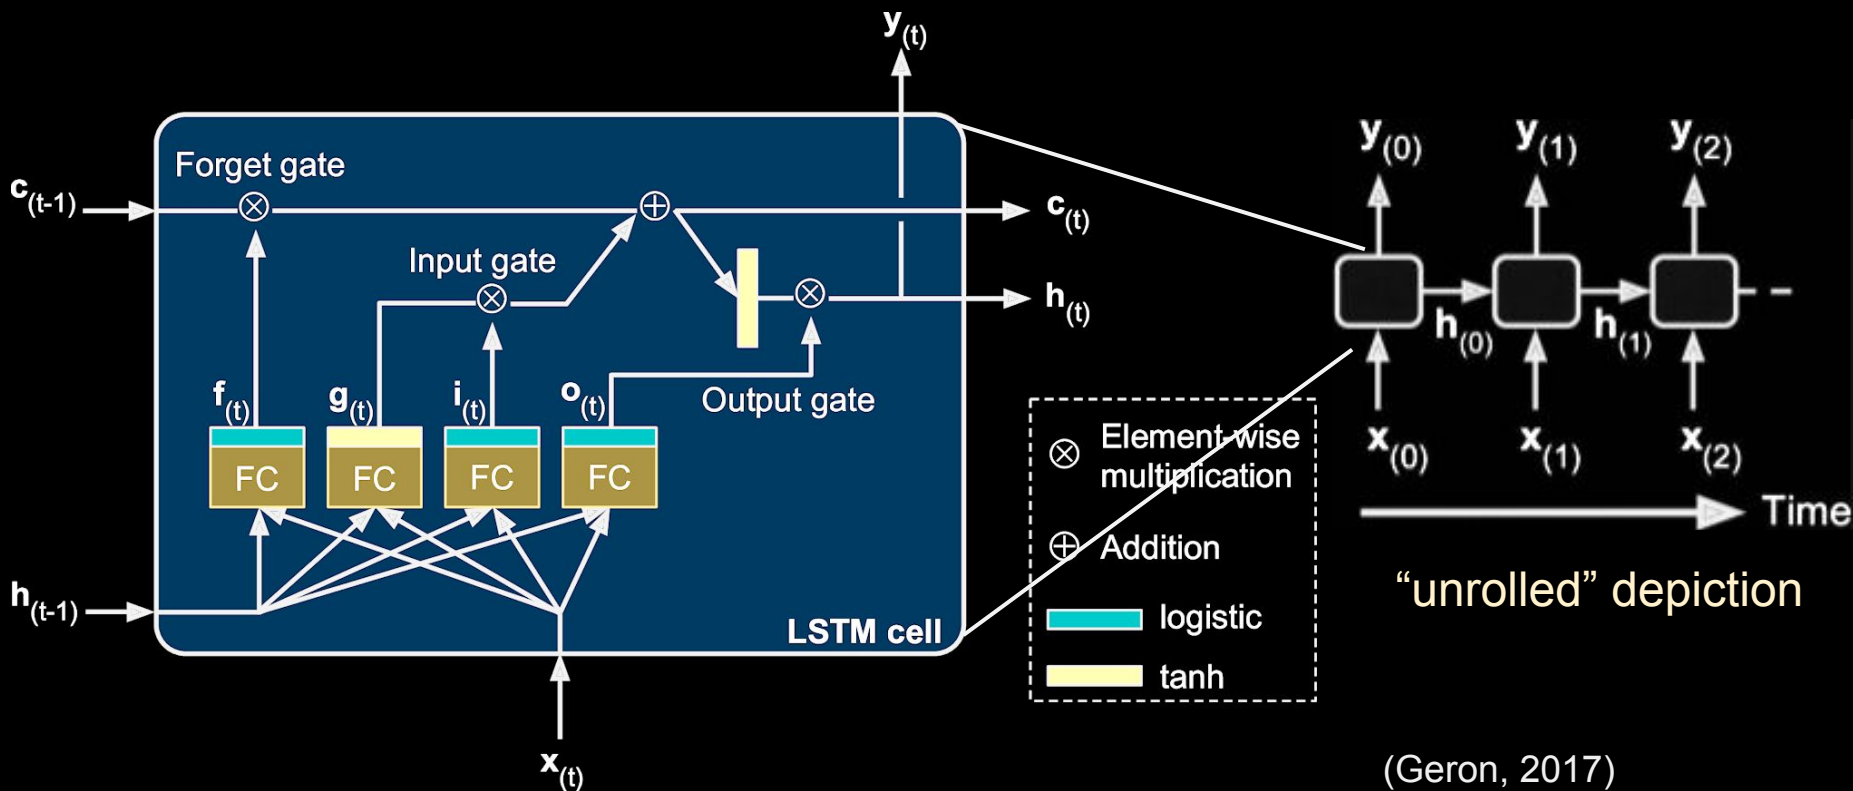 y(t)
Forget gate
c(t-1)
c(t)
Input gate
h(t)
f(t) g(t) i(t) o(t)
Output gate
FC FC FC FC
h(t-1)
LSTM cell
x(t)
⊗ Element-wise
multiplication
⊕ Addition
logistic
tanh
y(0) y(1) y(2)
h(0) h(1)
x(0) x(1) x(2)
Time
“unrolled” depiction
(Geron, 2017)